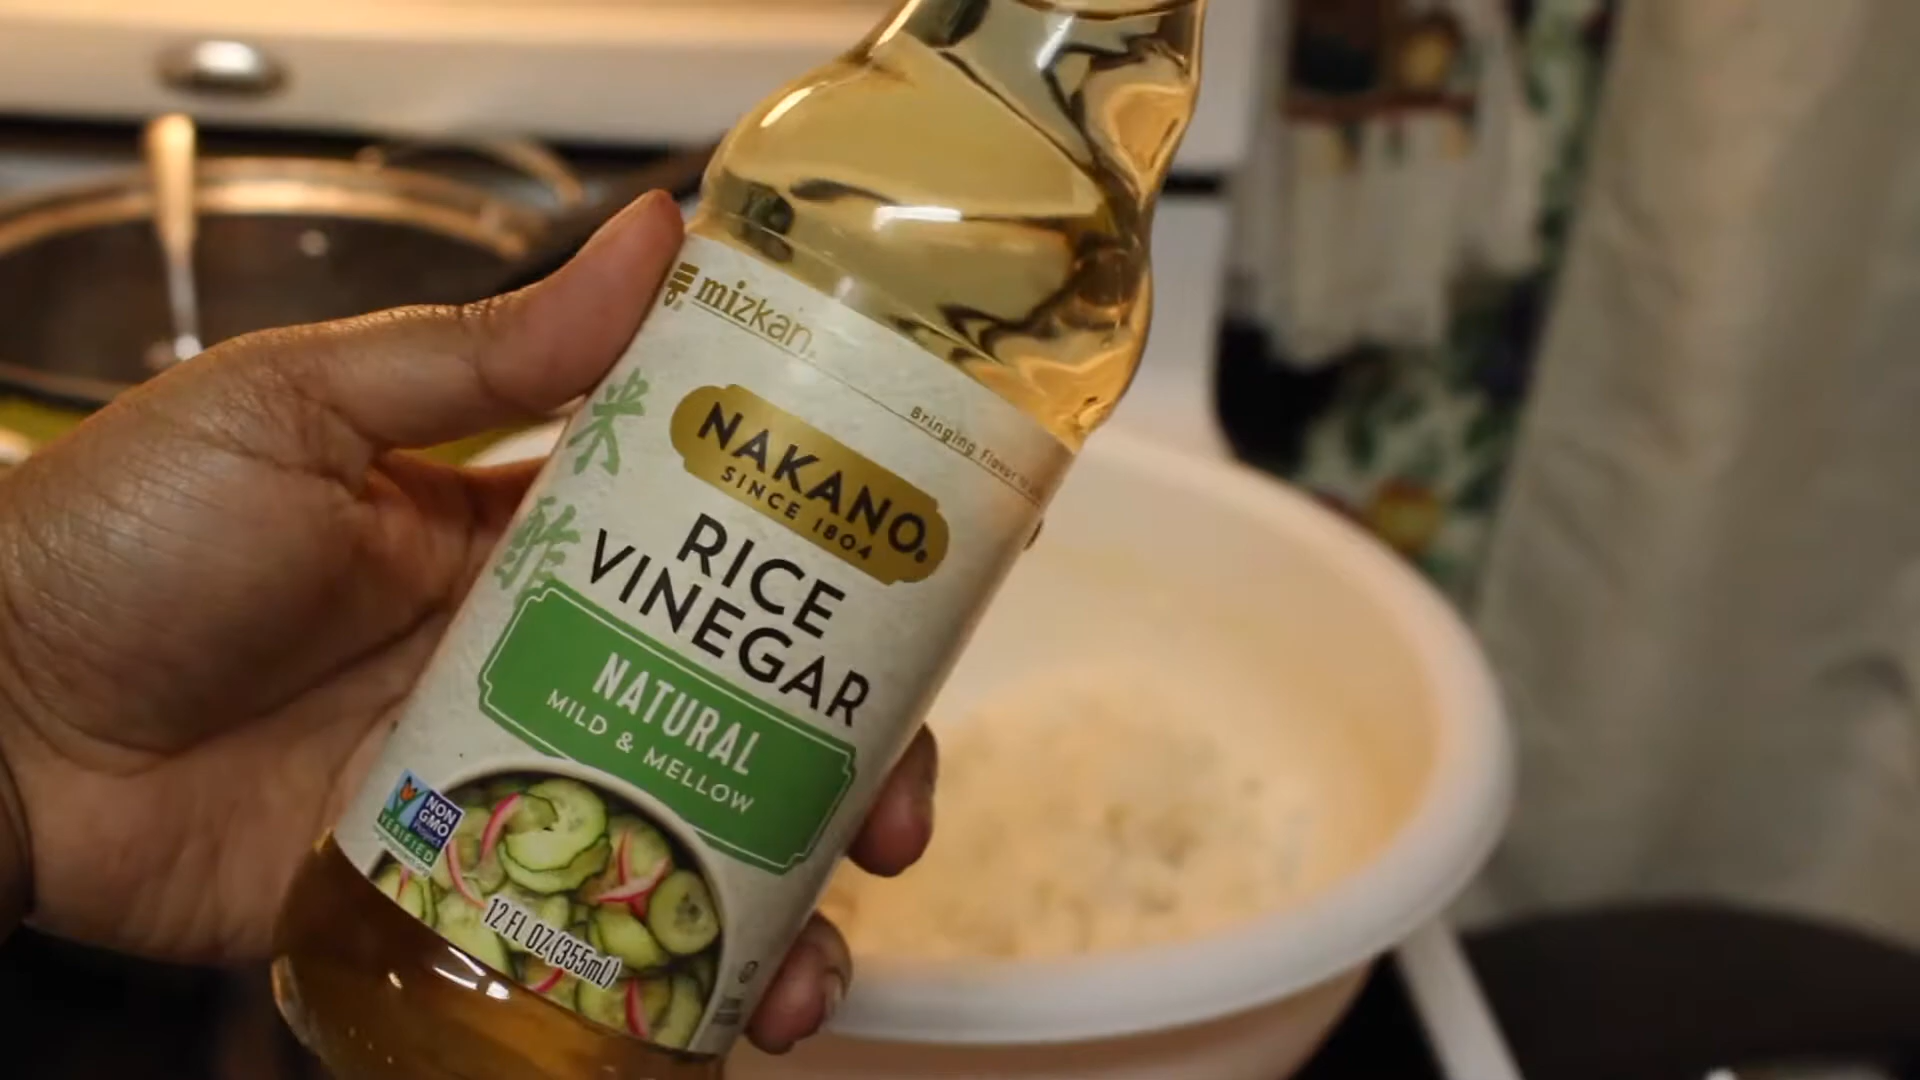 mizkan
Bringing Flavor
米
酢
NAKANO
SINCE 1804
RICE
VINEGAR
NATURAL
MILD & MELLOW
NON
GMO
Project
VERIFIED
12 FL OZ (355mL)